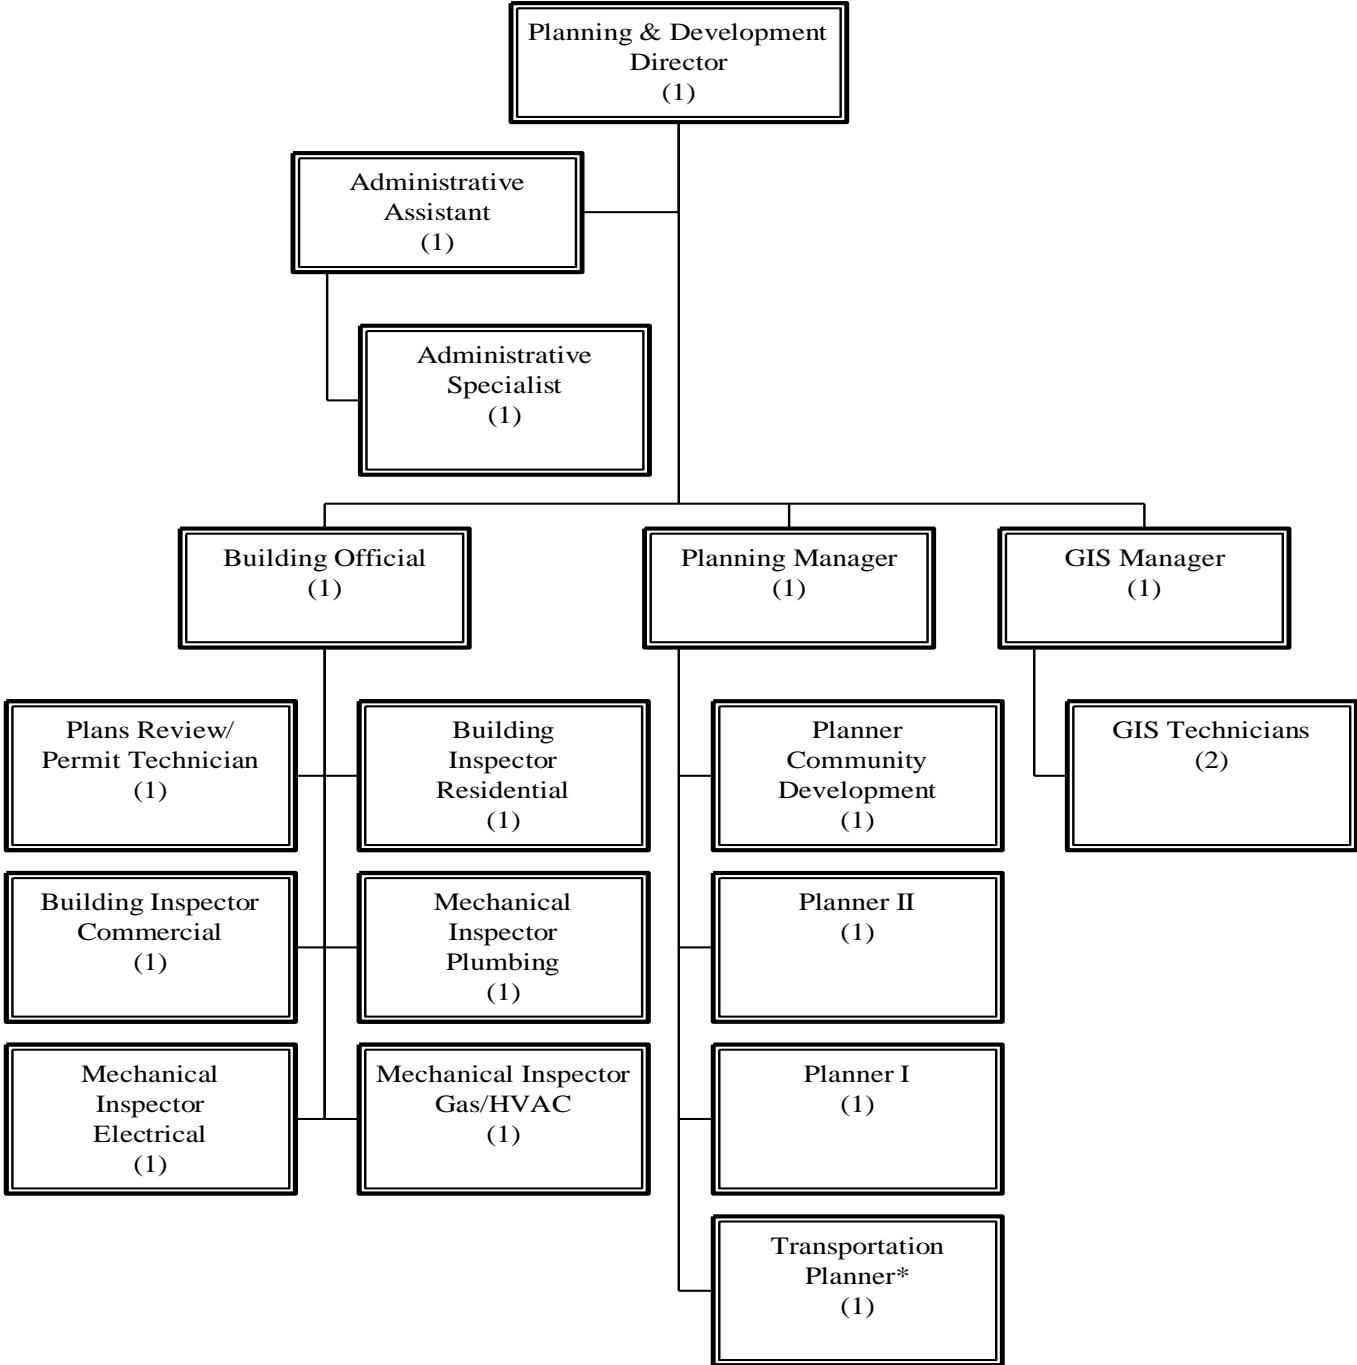 Planning & Development
Director
(1)
Administrative
Assistant
(1)
Administrative
Specialist
(1)
Building Official
(1)
Planning Manager
(1)
GIS Manager
(1)
Plans Review/
Permit Technician
(1)
Building
Inspector
Residential
(1)
Planner
Community
Development
(1)
GIS Technicians
(2)
Building Inspector
Commercial
(1)
Mechanical
Inspector
Plumbing
(1)
Planner II
(1)
Mechanical
Inspector
Electrical
(1)
Mechanical Inspector
Gas/HVAC
(1)
Planner I
(1)
Transportation
Planner*
(1)